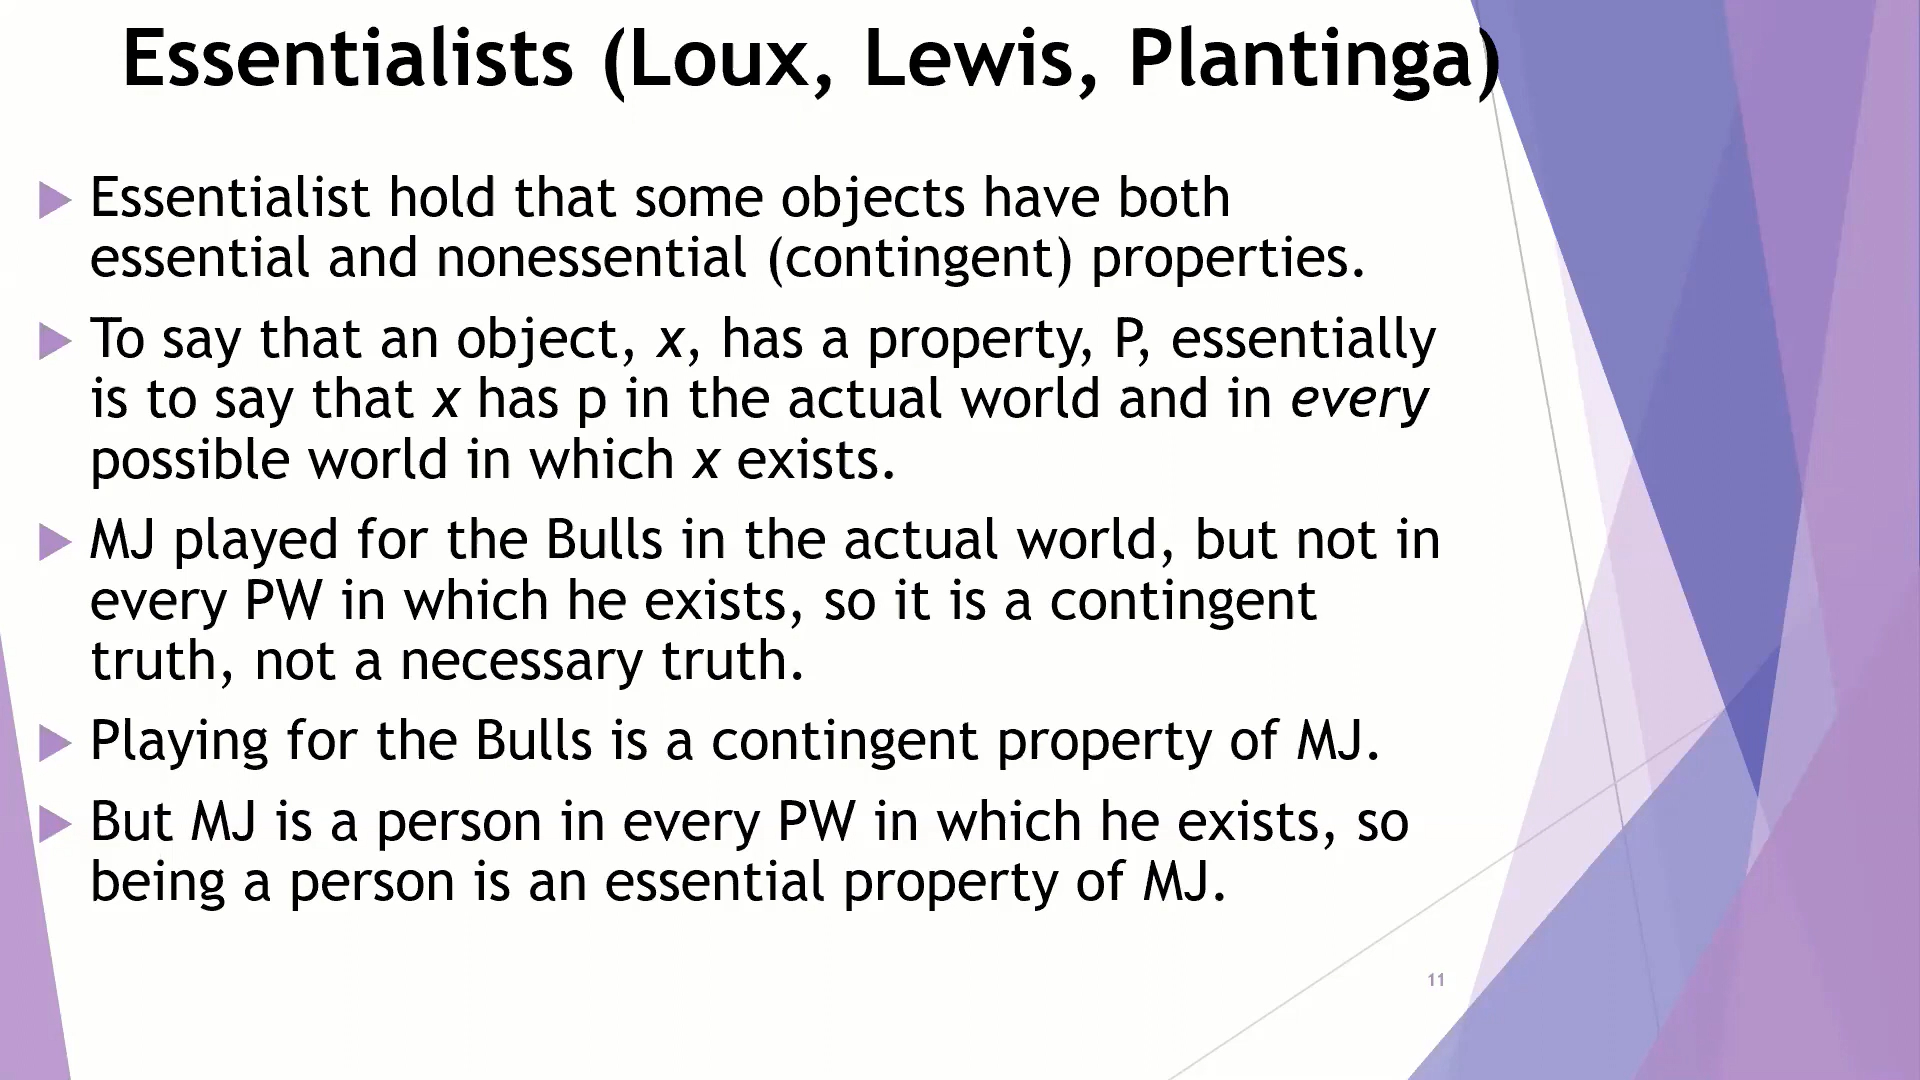 Essentialists (Loux, Lewis, Plantinga)
Essentialist hold that some objects have both
essential and nonessential (contingent) properties.
To say that an object, x, has a property, P, essentially
is to say that x has p in the actual world and in every
possible world in which x exists.
MJ played for the Bulls in the actual world, but not in
every PW in which he exists, so it is a contingent
truth, not a necessary truth.
Playing for the Bulls is a contingent property of MJ.
But MJ is a person in every PW in which he exists, so
being a person is an essential property of MJ.
11